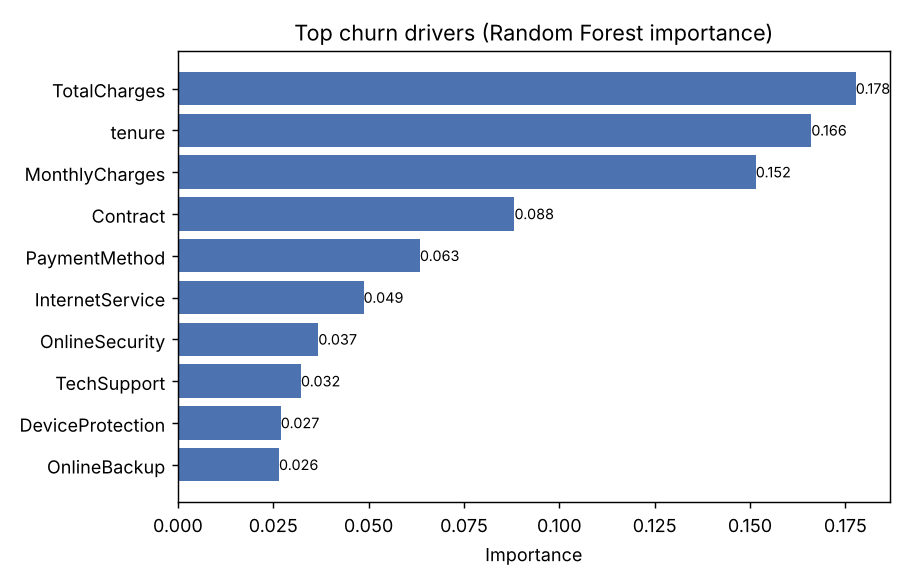 Top churn drivers (Random Forest importance)
TotalCharges 0.178
tenure 0.166
MonthlyCharges 0.152
Contract 0.088
PaymentMethod 0.063
InternetService 0.049
OnlineSecurity 0.037
TechSupport 0.032
DeviceProtection 0.027
OnlineBackup 0.026
0.000 0.025 0.050 0.075 0.100 0.125 0.150 0.175
Importance